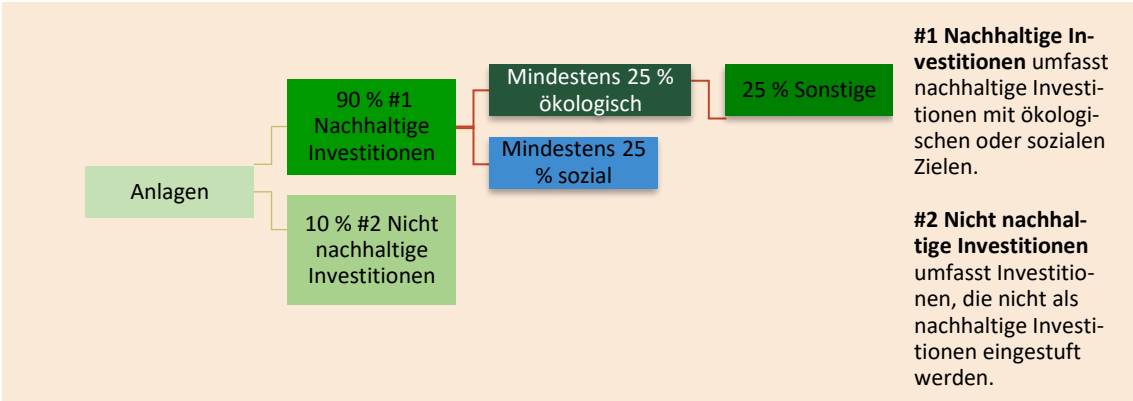 Anlagen
90 % #1
Nachhaltige
Investitionen
10 % #2 Nicht
nachhaltige
Investitionen
Mindestens 25 %
ökologisch
Mindestens 25
% sozial
25 % Sonstige
#1 Nachhaltige In-
vestitionen umfasst
nachhaltige Investi-
tionen mit ökologi-
schen oder sozialen
Zielen.
#2 Nicht nachhal-
tige Investitionen
umfasst Investitio-
nen, die nicht als
nachhaltige Investi-
tionen eingestuft
werden.